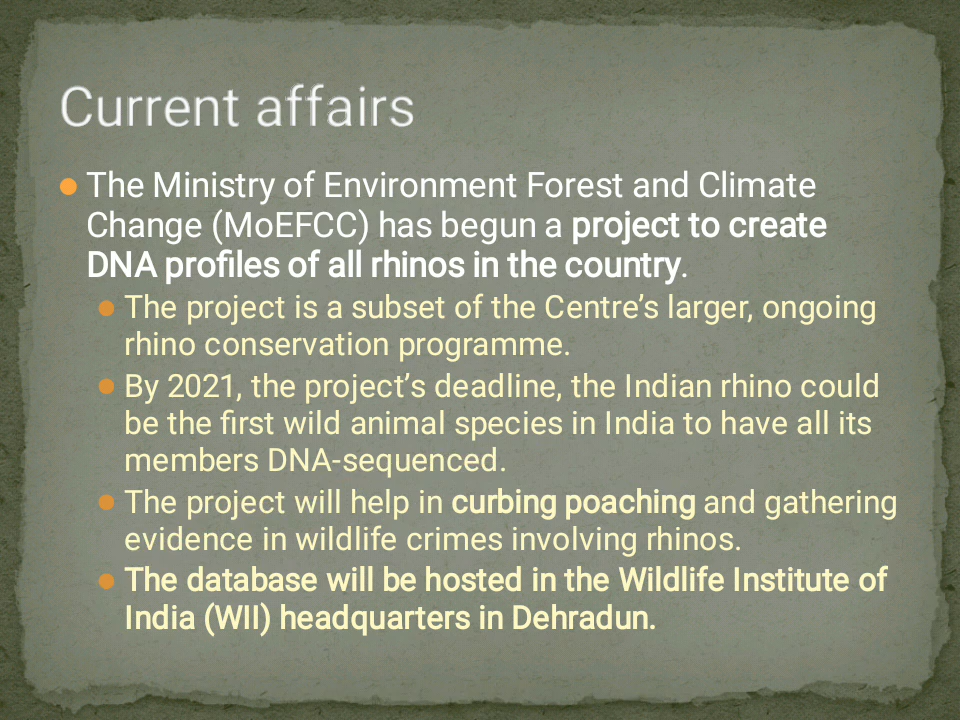 Current affairs
The Ministry of Environment Forest and Climate
Change (MoEFCC) has begun a project to create
DNA profiles of all rhinos in the country.
The project is a subset of the Centre’s larger, ongoing
rhino conservation programme.
By 2021, the project’s deadline, the Indian rhino could
be the first wild animal species in India to have all its
members DNA-sequenced.
The project will help in curbing poaching and gathering
evidence in wildlife crimes involving rhinos.
The database will be hosted in the Wildlife Institute of
India (WII) headquarters in Dehradun.